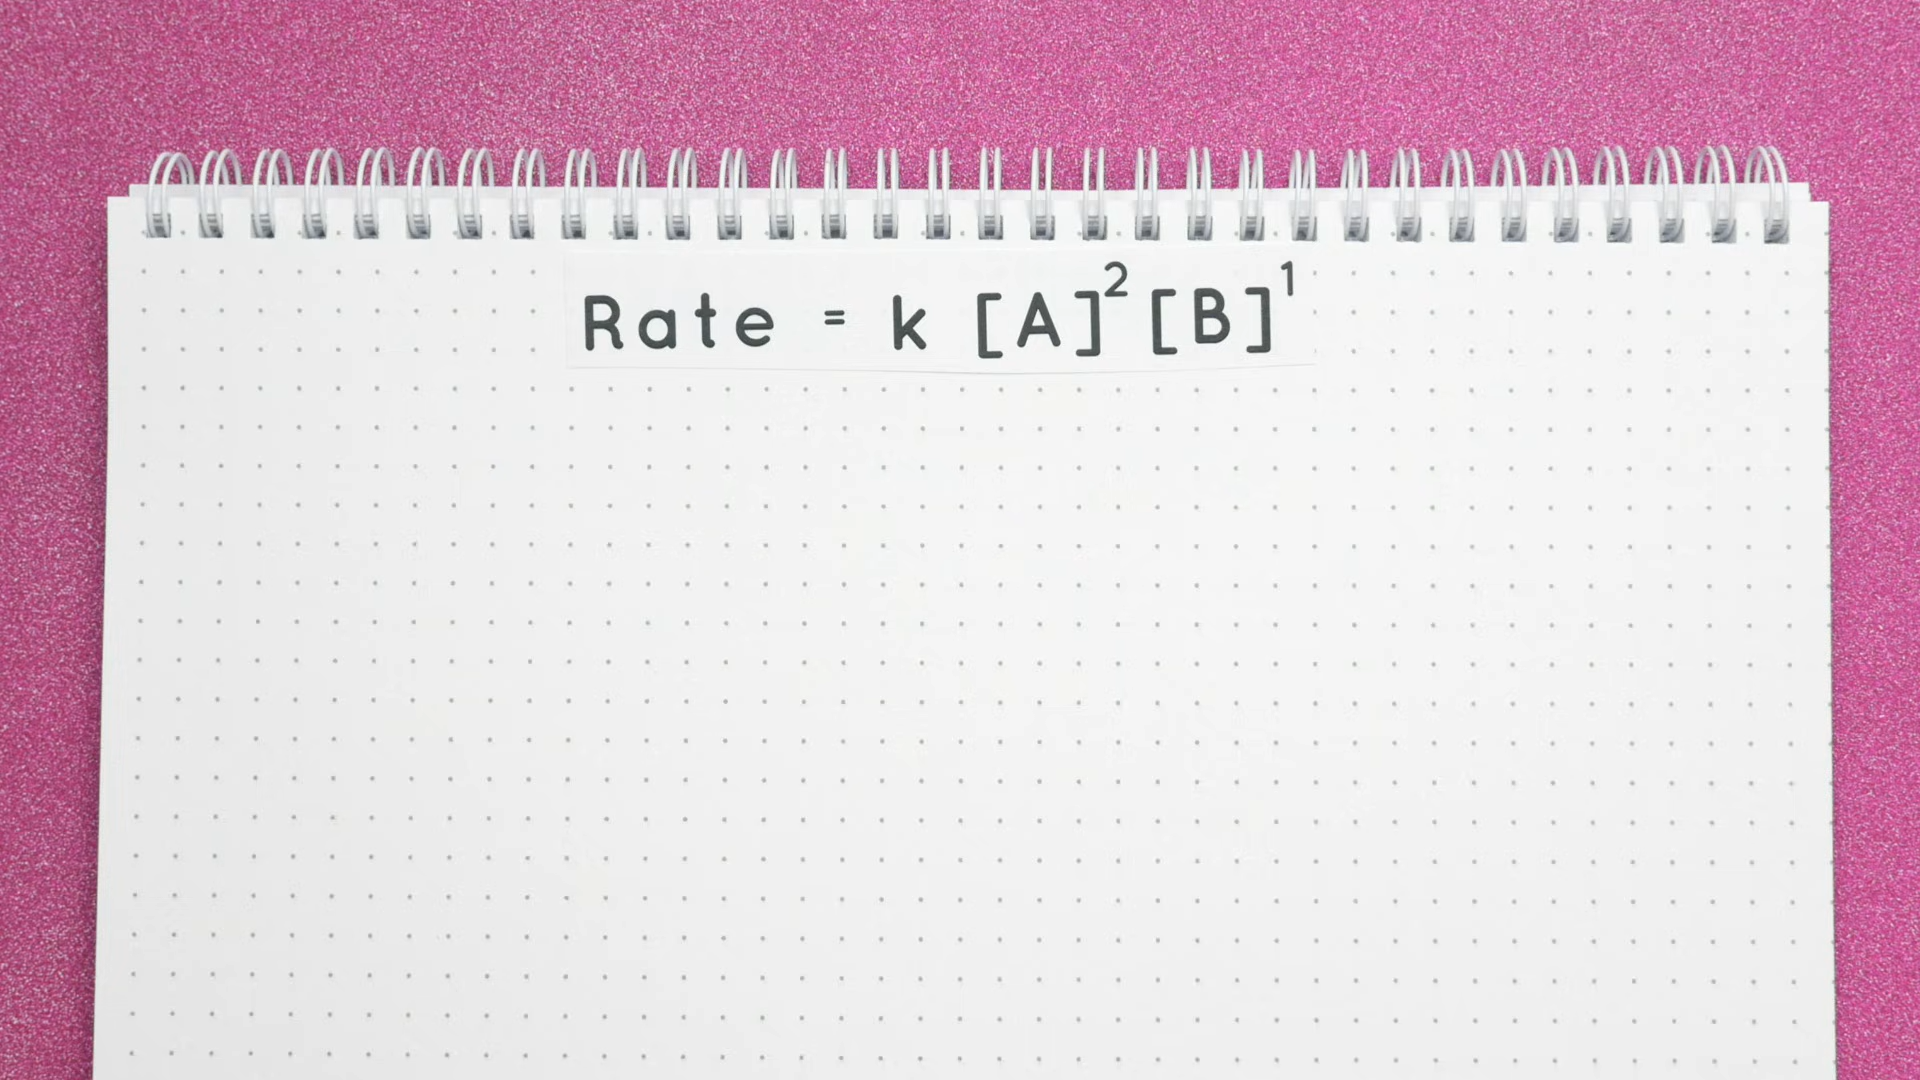 Rate = k [A]²[B]¹